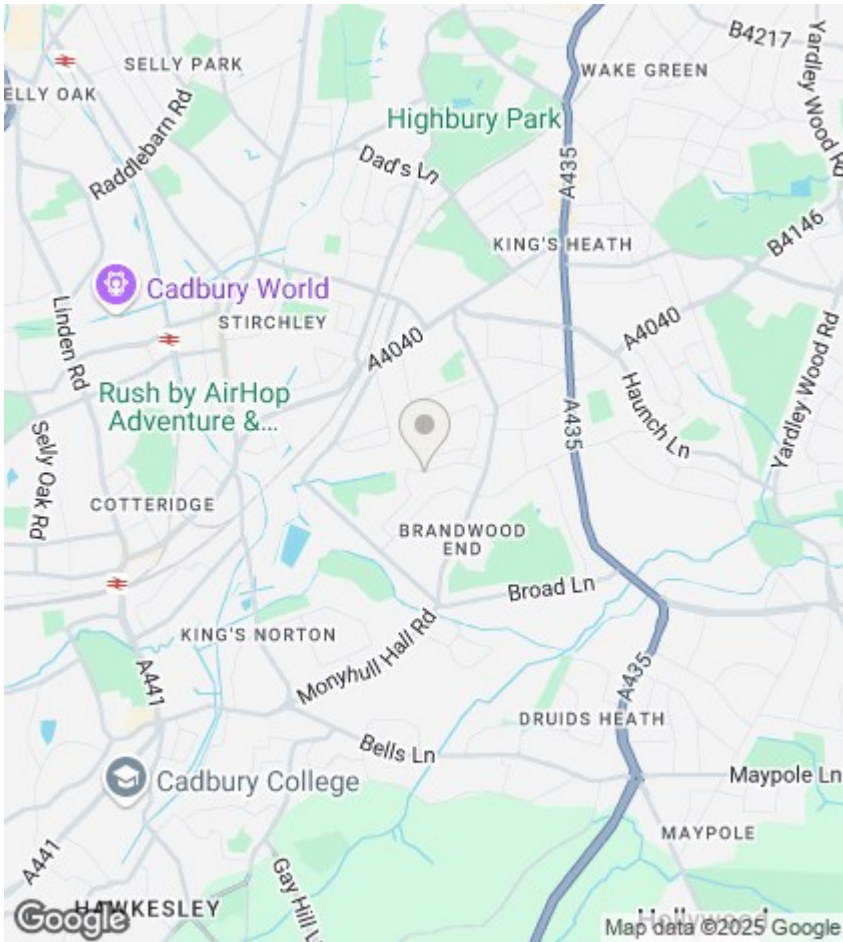 B4217
SELLY PARK
WAKE GREEN
ELLY OAK
Yardley Wood Rd
Raddlebarn Rd
Highbury Park
Dad's Ln
A435
KING'S HEATH
B4146
Cadbury World
STIRCHLEY
Linden Rd
A4040
A4040
Yardley Wood Rd
Rush by AirHop
Adventure &...
Haunch Ln
A435
Selly Oak Rd
COTTERIDGE
BRANDWOOD
END
Broad Ln
KING'S NORTON
Monyhull Hall Rd
A441
A435
DRUIDS HEATH
Bells Ln
Maypole Ln
Cadbury College
MAYPOLE
A441
Gay Hill L
HAWKESLEY
Hollywood
Google
Map data ©2025 Google